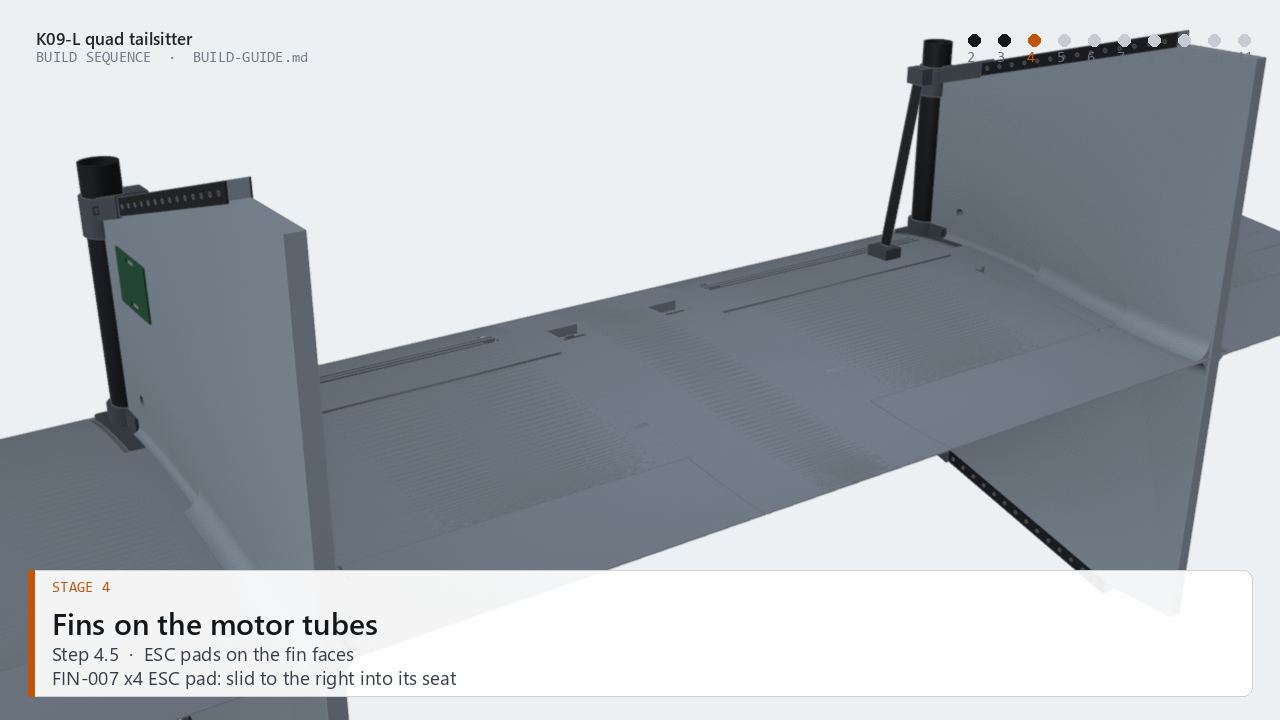 K09-L quad tailsitter
BUILD SEQUENCE · BUILD-GUIDE.md
2 3 4 5 6 7
STAGE 4
Fins on the motor tubes
Step 4.5 · ESC pads on the fin faces
FIN-007 x4 ESC pad: slid to the right into its seat